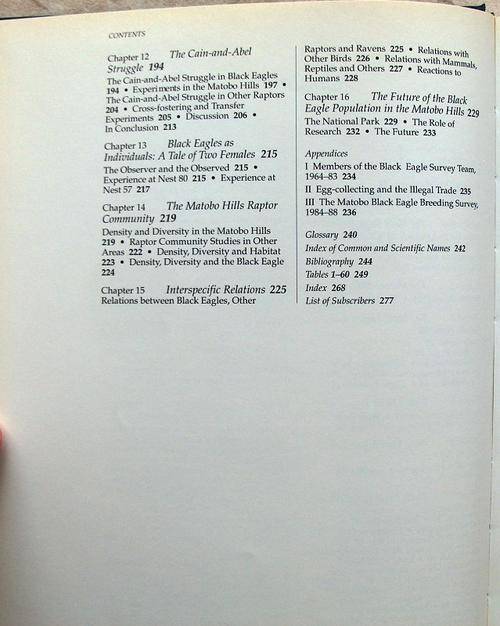 CONTENTS
Chapter 12 The Cain-and-Abel
Struggle 194
The Cain-and-Abel Struggle in Black Eagles
194 • Experiments in the Matobo Hills 197 •
The Cain-and-Abel Struggle in Other Raptors
204 • Cross-fostering and Transfer
Experiments 205 • Discussion 206 •
In Conclusion 213
Chapter 13 Black Eagles as
Individuals: A Tale of Two Females 215
The Observer and the Observed 215 •
Experience at Nest 80 215 • Experience at
Nest 57 217
Chapter 14 The Matobo Hills Raptor
Community 219
Density and Diversity in the Matobo Hills
219 • Raptor Community Studies in Other
Areas 222 • Density, Diversity and Habitat
223 • Density, Diversity and the Black Eagle
224
Chapter 15 Interspecific Relations 225
Relations between Black Eagles, Other
Raptors and Ravens 225 • Relations with
Other Birds 226 • Relations with Mammals,
Reptiles and Others 227 • Reactions to
Humans 228
Chapter 16 The Future of the Black
Eagle Population in the Matobo Hills 229
The National Park 229 • The Role of
Research 232 • The Future 233
Appendices
I Members of the Black Eagle Survey Team,
1964–83 234
II Egg-collecting and the Illegal Trade 235
III The Matobo Black Eagle Breeding Survey,
1984–88 236
Glossary 240
Index of Common and Scientific Names 242
Bibliography 244
Tables 1–60 249
Index 268
List of Subscribers 277